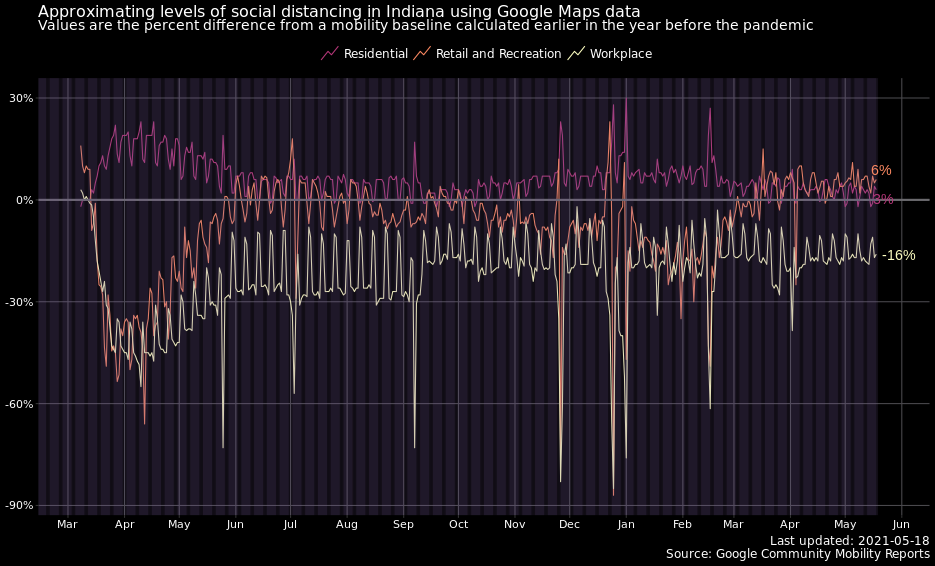 Approximating levels of social distancing in Indiana using Google Maps data
Values are the percent difference from a mobility baseline calculated earlier in the year before the pandemic
Residential Retail and Recreation Workplace
30%
0%
-30%
-60%
-90%
6%
3%
-16%
Mar Apr May Jun Jul Aug Sep Oct Nov Dec Jan Feb Mar Apr May Jun
Last updated: 2021-05-18
Source: Google Community Mobility Reports